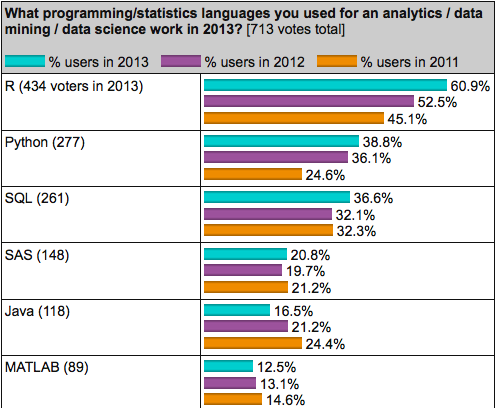 What programming/statistics languages you used for an analytics / data
mining / data science work in 2013? [713 votes total]
% users in 2013 % users in 2012 % users in 2011
R (434 voters in 2013)
60.9%
52.5%
45.1%
Python (277)
38.8%
36.1%
24.6%
SQL (261)
36.6%
32.1%
32.3%
SAS (148)
20.8%
19.7%
21.2%
Java (118)
16.5%
21.2%
24.4%
MATLAB (89)
12.5%
13.1%
14.6%